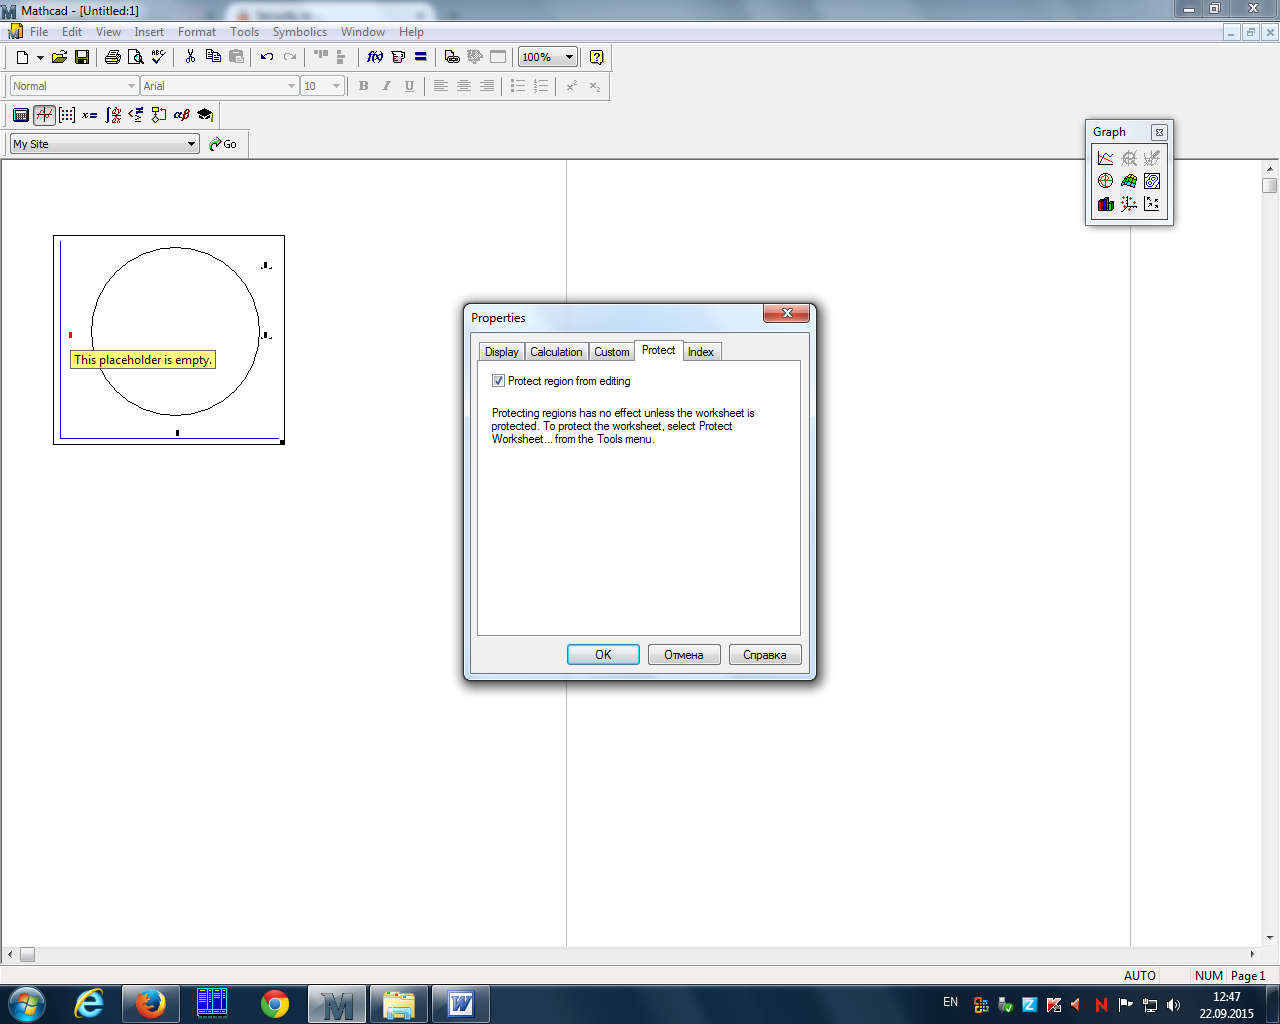 Mathcad - [Untitled:1]
File Edit View Insert Format Tools Symbolics Window Help
100%
Normal Arial 10 B I U
My Site Go
Graph
This placeholder is empty.
Properties
Display Calculation Custom Protect Index
Protect region from editing
Protecting regions has no effect unless the worksheet is
protected. To protect the worksheet, select Protect
Worksheet... from the Tools menu.
OK Отмена Справка
AUTO NUM Page 1
EN 12:47
22.09.2015